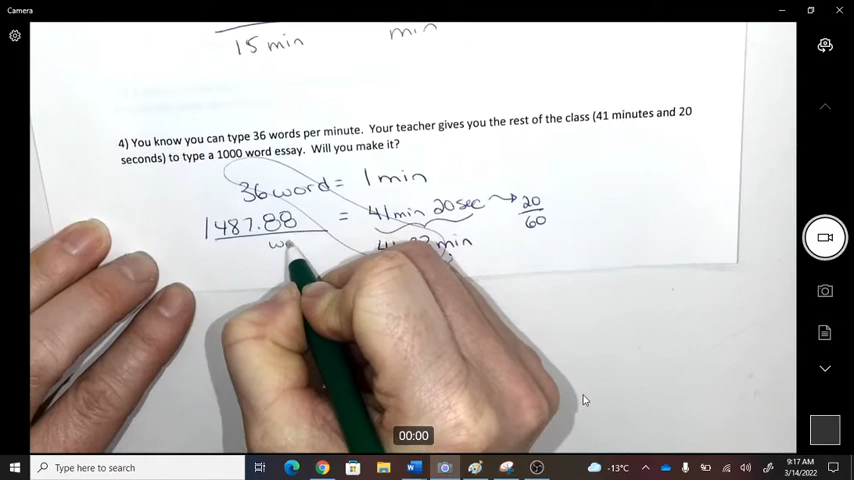 Camera
15 min
min
4) You know you can type 36 words per minute. Your teacher gives you the rest of the class (41 minutes and 20
seconds) to type a 1000 word essay. Will you make it?
36 word = 1 min
1487.88 = 41 min 20 sec → 20
60
min
00:00
Type here to search
-13°C
9:17 AM
3/14/2022